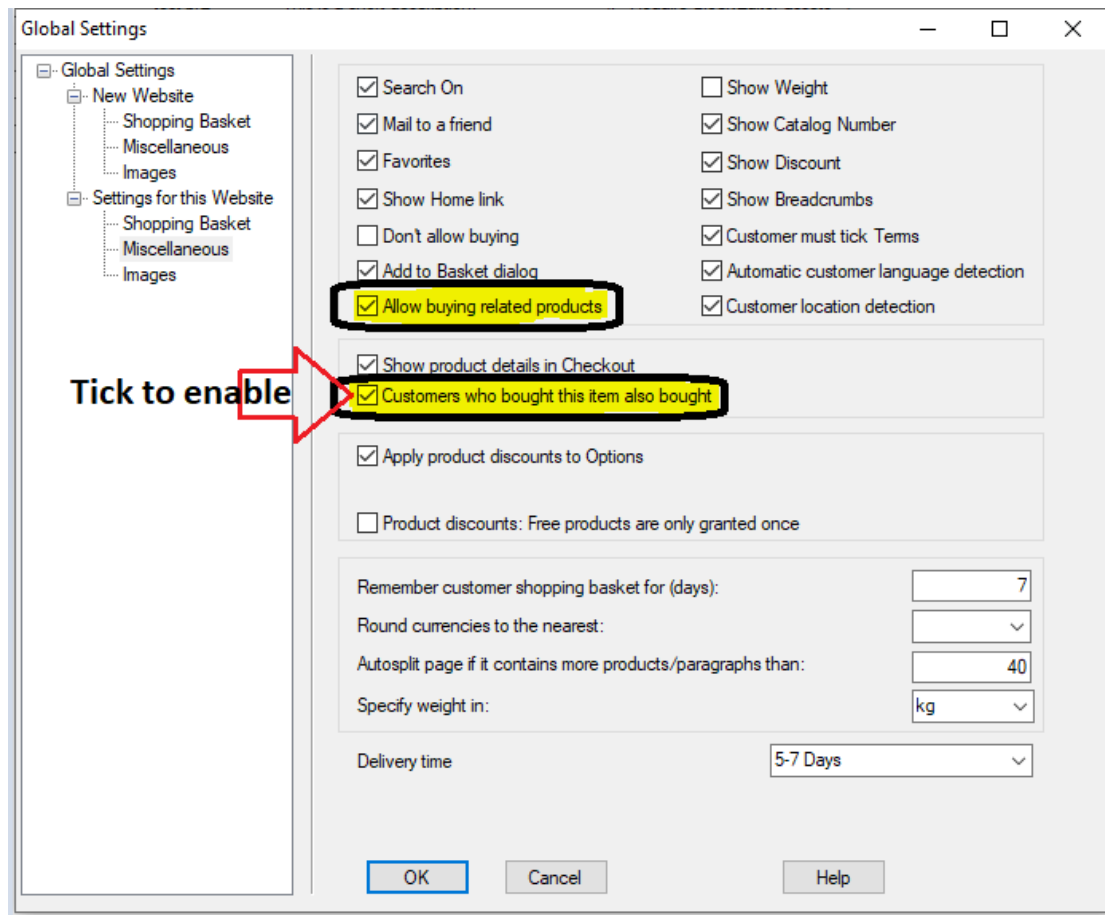 Global Settings
Global Settings
New Website
Shopping Basket
Miscellaneous
Images
Settings for this Website
Shopping Basket
Miscellaneous
Images
Search On
Mail to a friend
Favorites
Show Home link
Don't allow buying
Add to Basket dialog
Allow buying related products
Show Weight
Show Catalog Number
Show Discount
Show Breadcrumbs
Customer must tick Terms
Automatic customer language detection
Customer location detection
Tick to enable
Show product details in Checkout
Customers who bought this item also bought
Apply product discounts to Options
Product discounts: Free products are only granted once
Remember customer shopping basket for (days): 7
Round currencies to the nearest:
Autosplit page if it contains more products/paragraphs than: 40
Specify weight in: kg
Delivery time 5-7 Days
OK Cancel Help